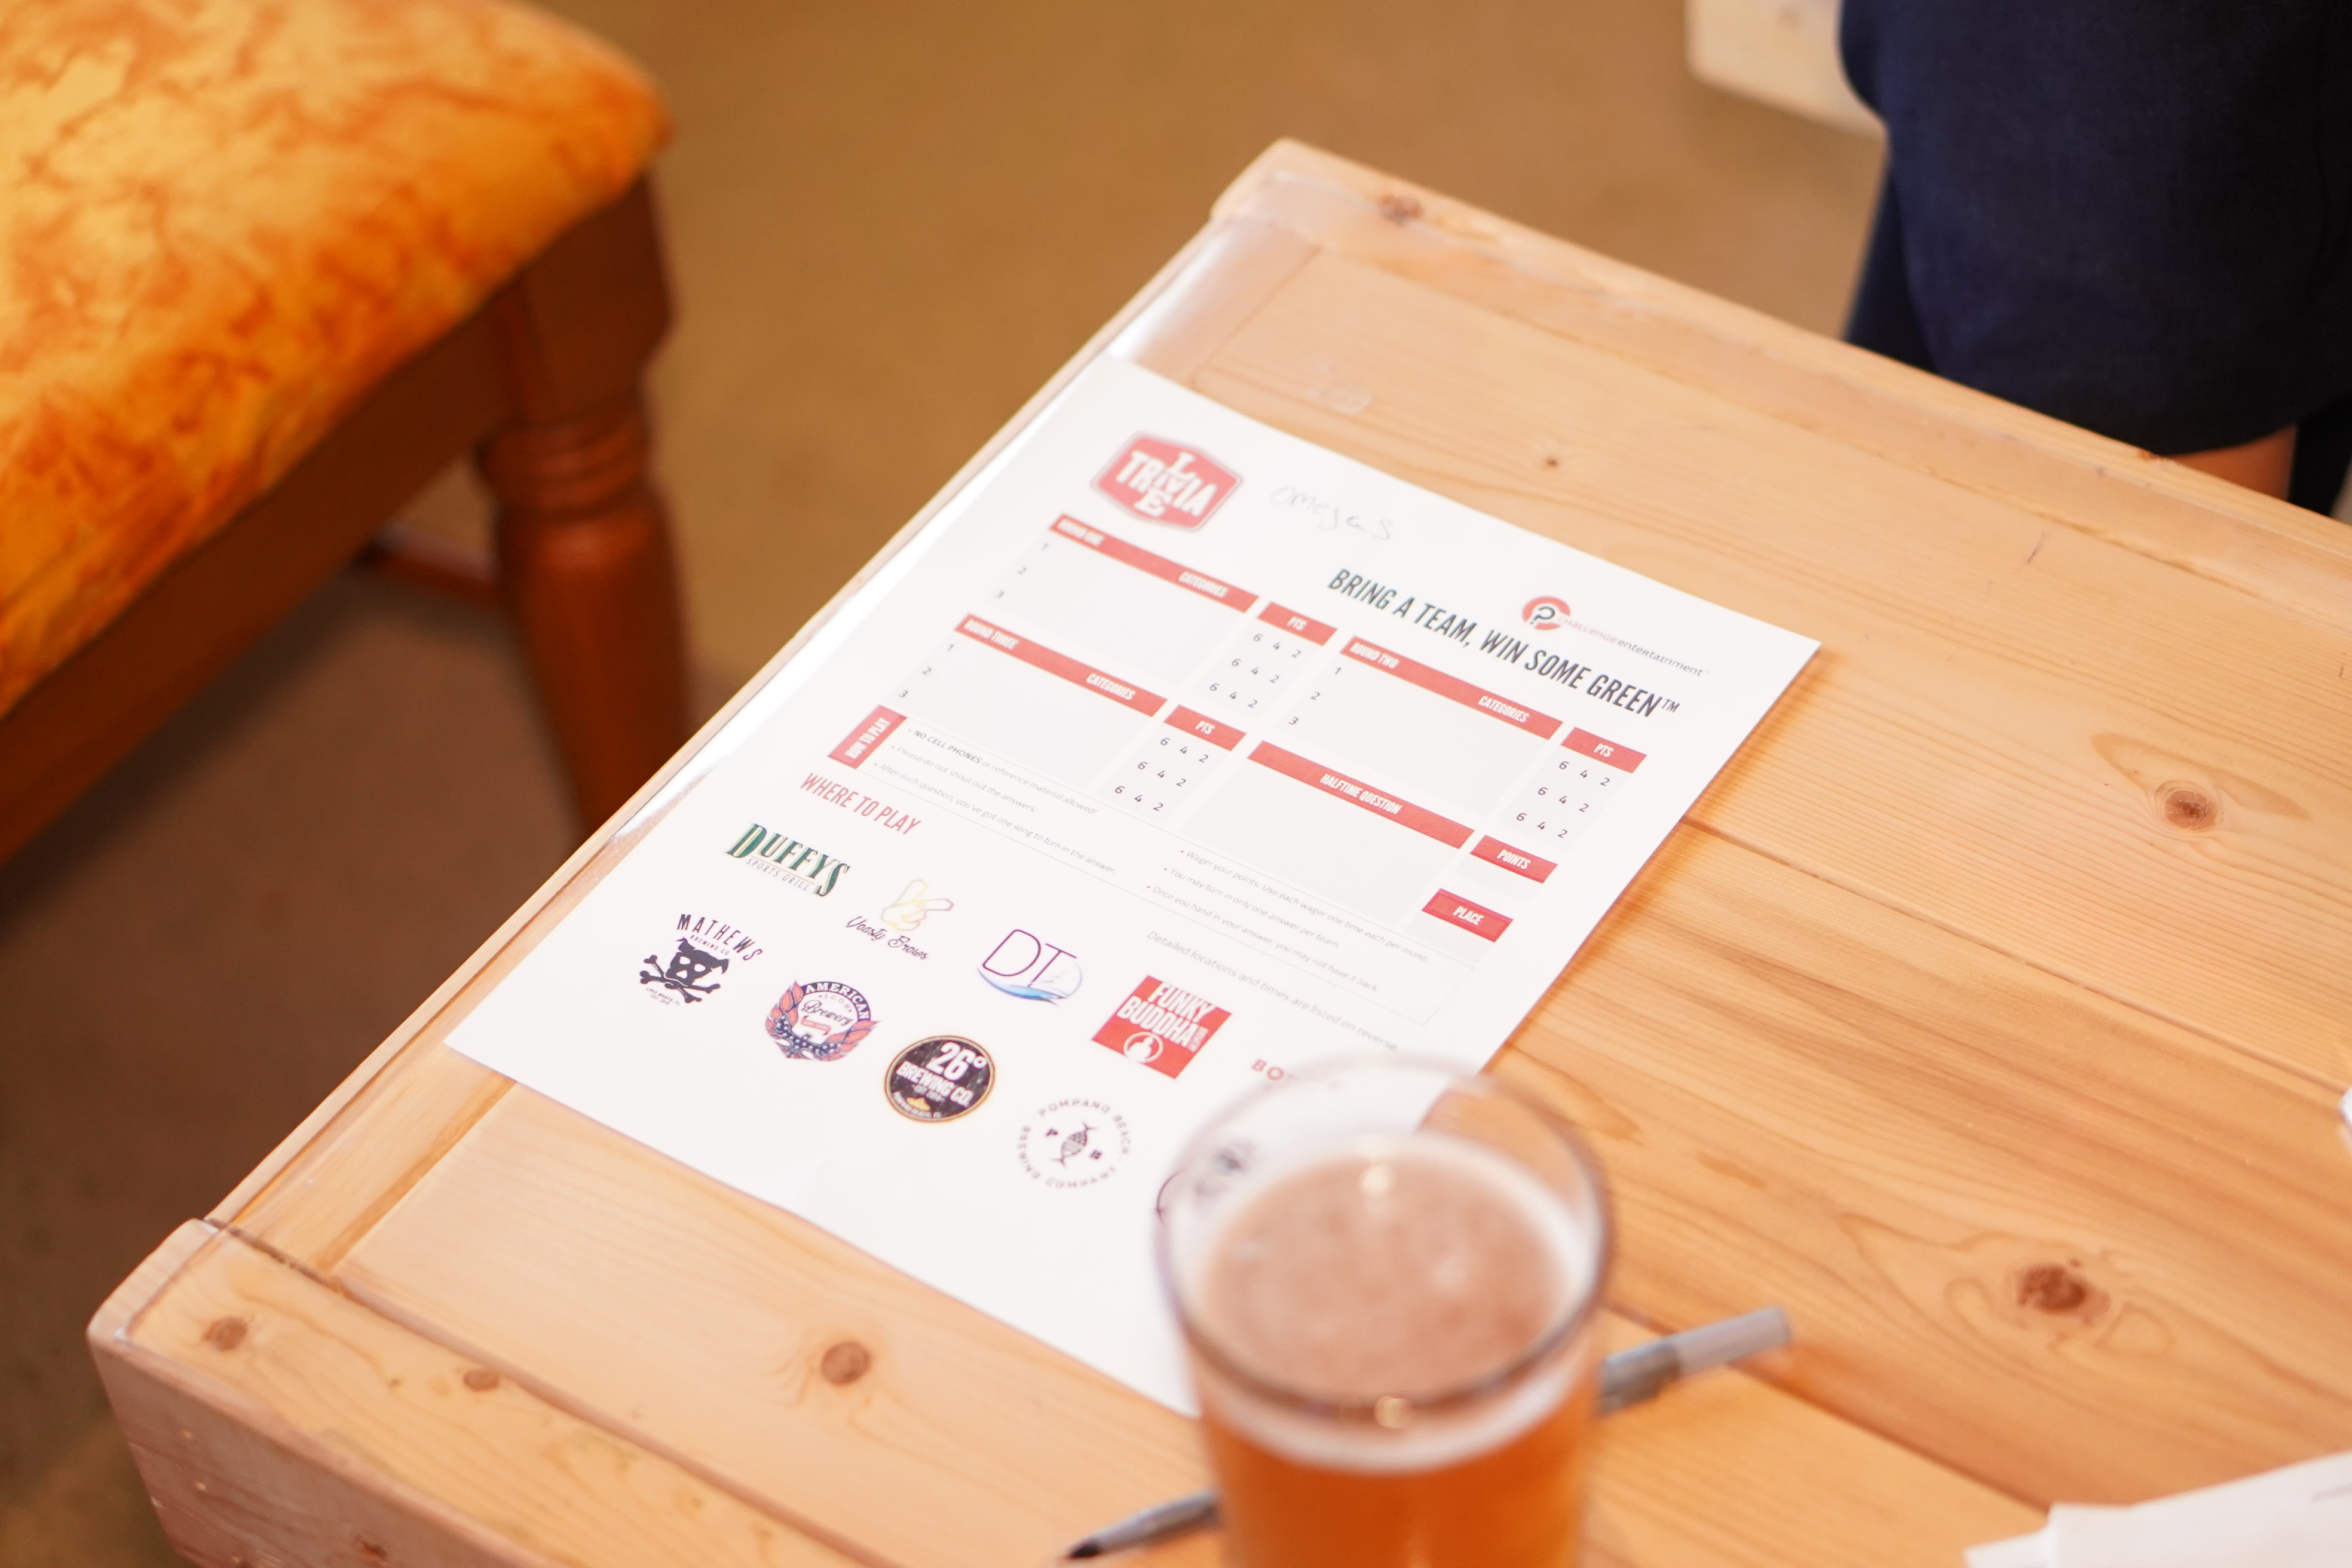 LIVE
TRIVIA
omegas
challenge entertainment
BRING A TEAM, WIN SOME GREEN™
ROUND ONE CATEGORIES PTS
1 6 4 2
2 6 4 2
3 6 4 2
ROUND TWO CATEGORIES PTS
1 6 4 2
2 6 4 2
3 6 4 2
ROUND THREE CATEGORIES PTS
1 6 4 2
2 6 4 2
3 6 4 2
HALFTIME QUESTION POINTS
PLACE
HOW TO PLAY
• NO CELL PHONES or reference material allowed!
• Please do not shout out the answers.
• After each question, you've got one song to turn in the answer.
• Wager your points. Use each wager one time each per round.
• You may turn in only one answer per team.
• Once you hand in your answer, you may not have it back.
WHERE TO PLAY
Detailed locations and times are listed on reverse.
DUFFYS
SPORTS GRILL
Brews
DT
FUNKY
BUDDHA
BO
MATHEWS
BREWING CO.
AMERICAN
ICON
Brewery
26°
BREWING CO.
POMPANO BEACH
BREWING COMPANY
P B